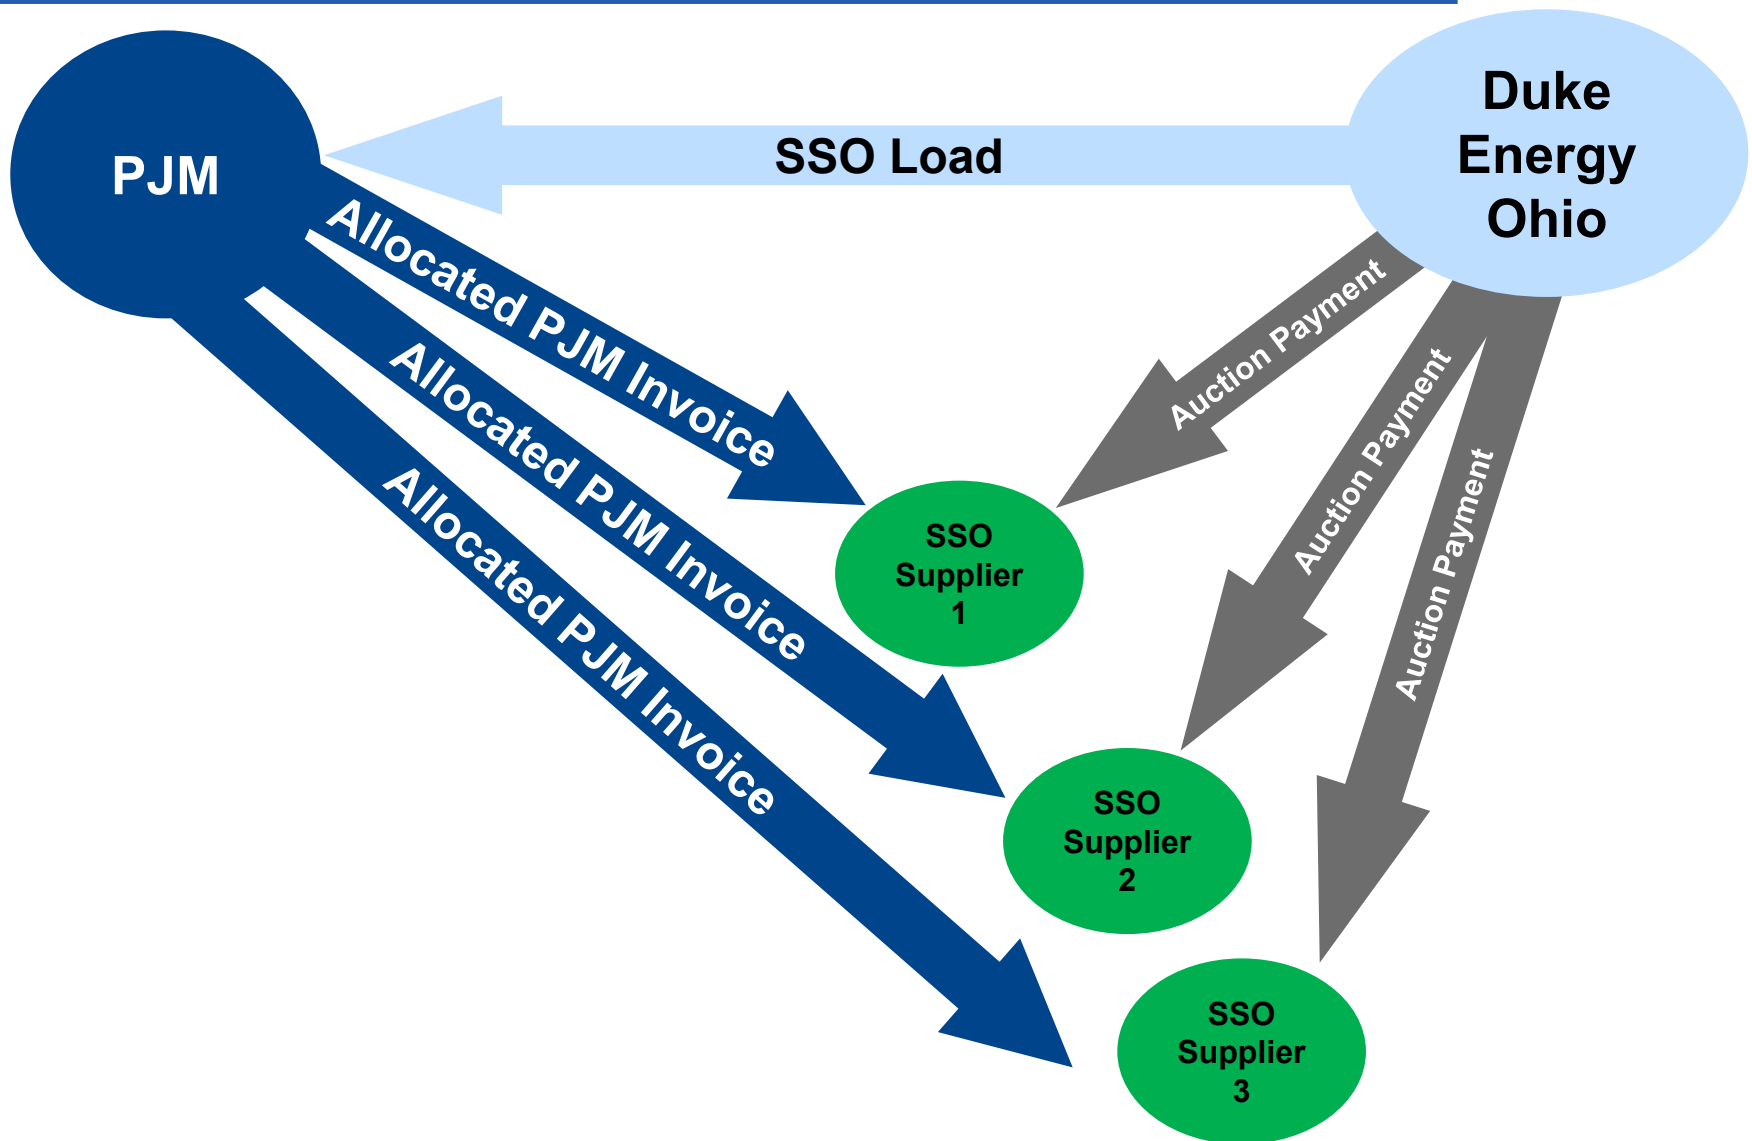 PJM
SSO Load
Duke
Energy
Ohio
Allocated PJM Invoice
Allocated PJM Invoice
Allocated PJM Invoice
Auction Payment
Auction Payment
Auction Payment
SSO
Supplier
1
SSO
Supplier
2
SSO
Supplier
3